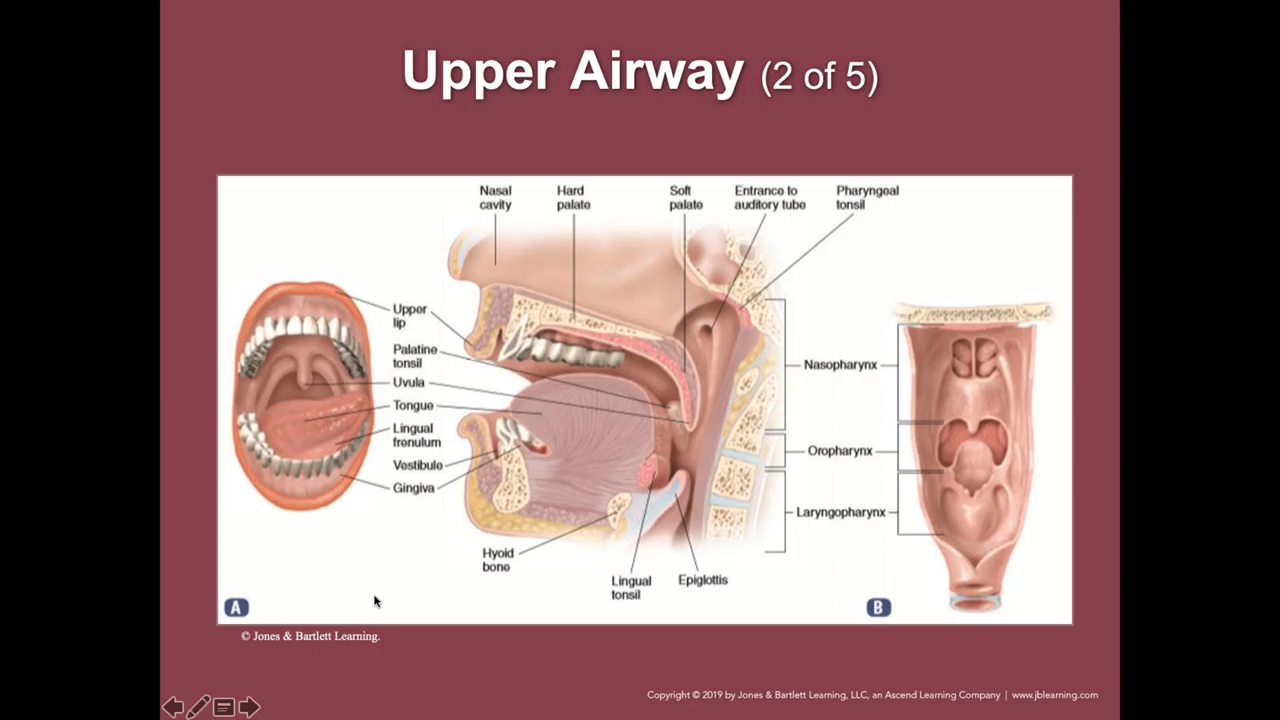 Upper Airway (2 of 5)
Nasal
cavity
Hard
palate
Soft
palate
Entrance to
auditory tube
Pharyngeal
tonsil
Upper
lip
Palatine
tonsil
Uvula
Tongue
Lingual
frenulum
Vestibule
Gingiva
Nasopharynx
Oropharynx
Laryngopharynx
Hyoid
bone
Lingual
tonsil
Epiglottis
A
B
© Jones & Bartlett Learning.
Copyright © 2019 by Jones & Bartlett Learning, LLC, an Ascend Learning Company | www.jblearning.com